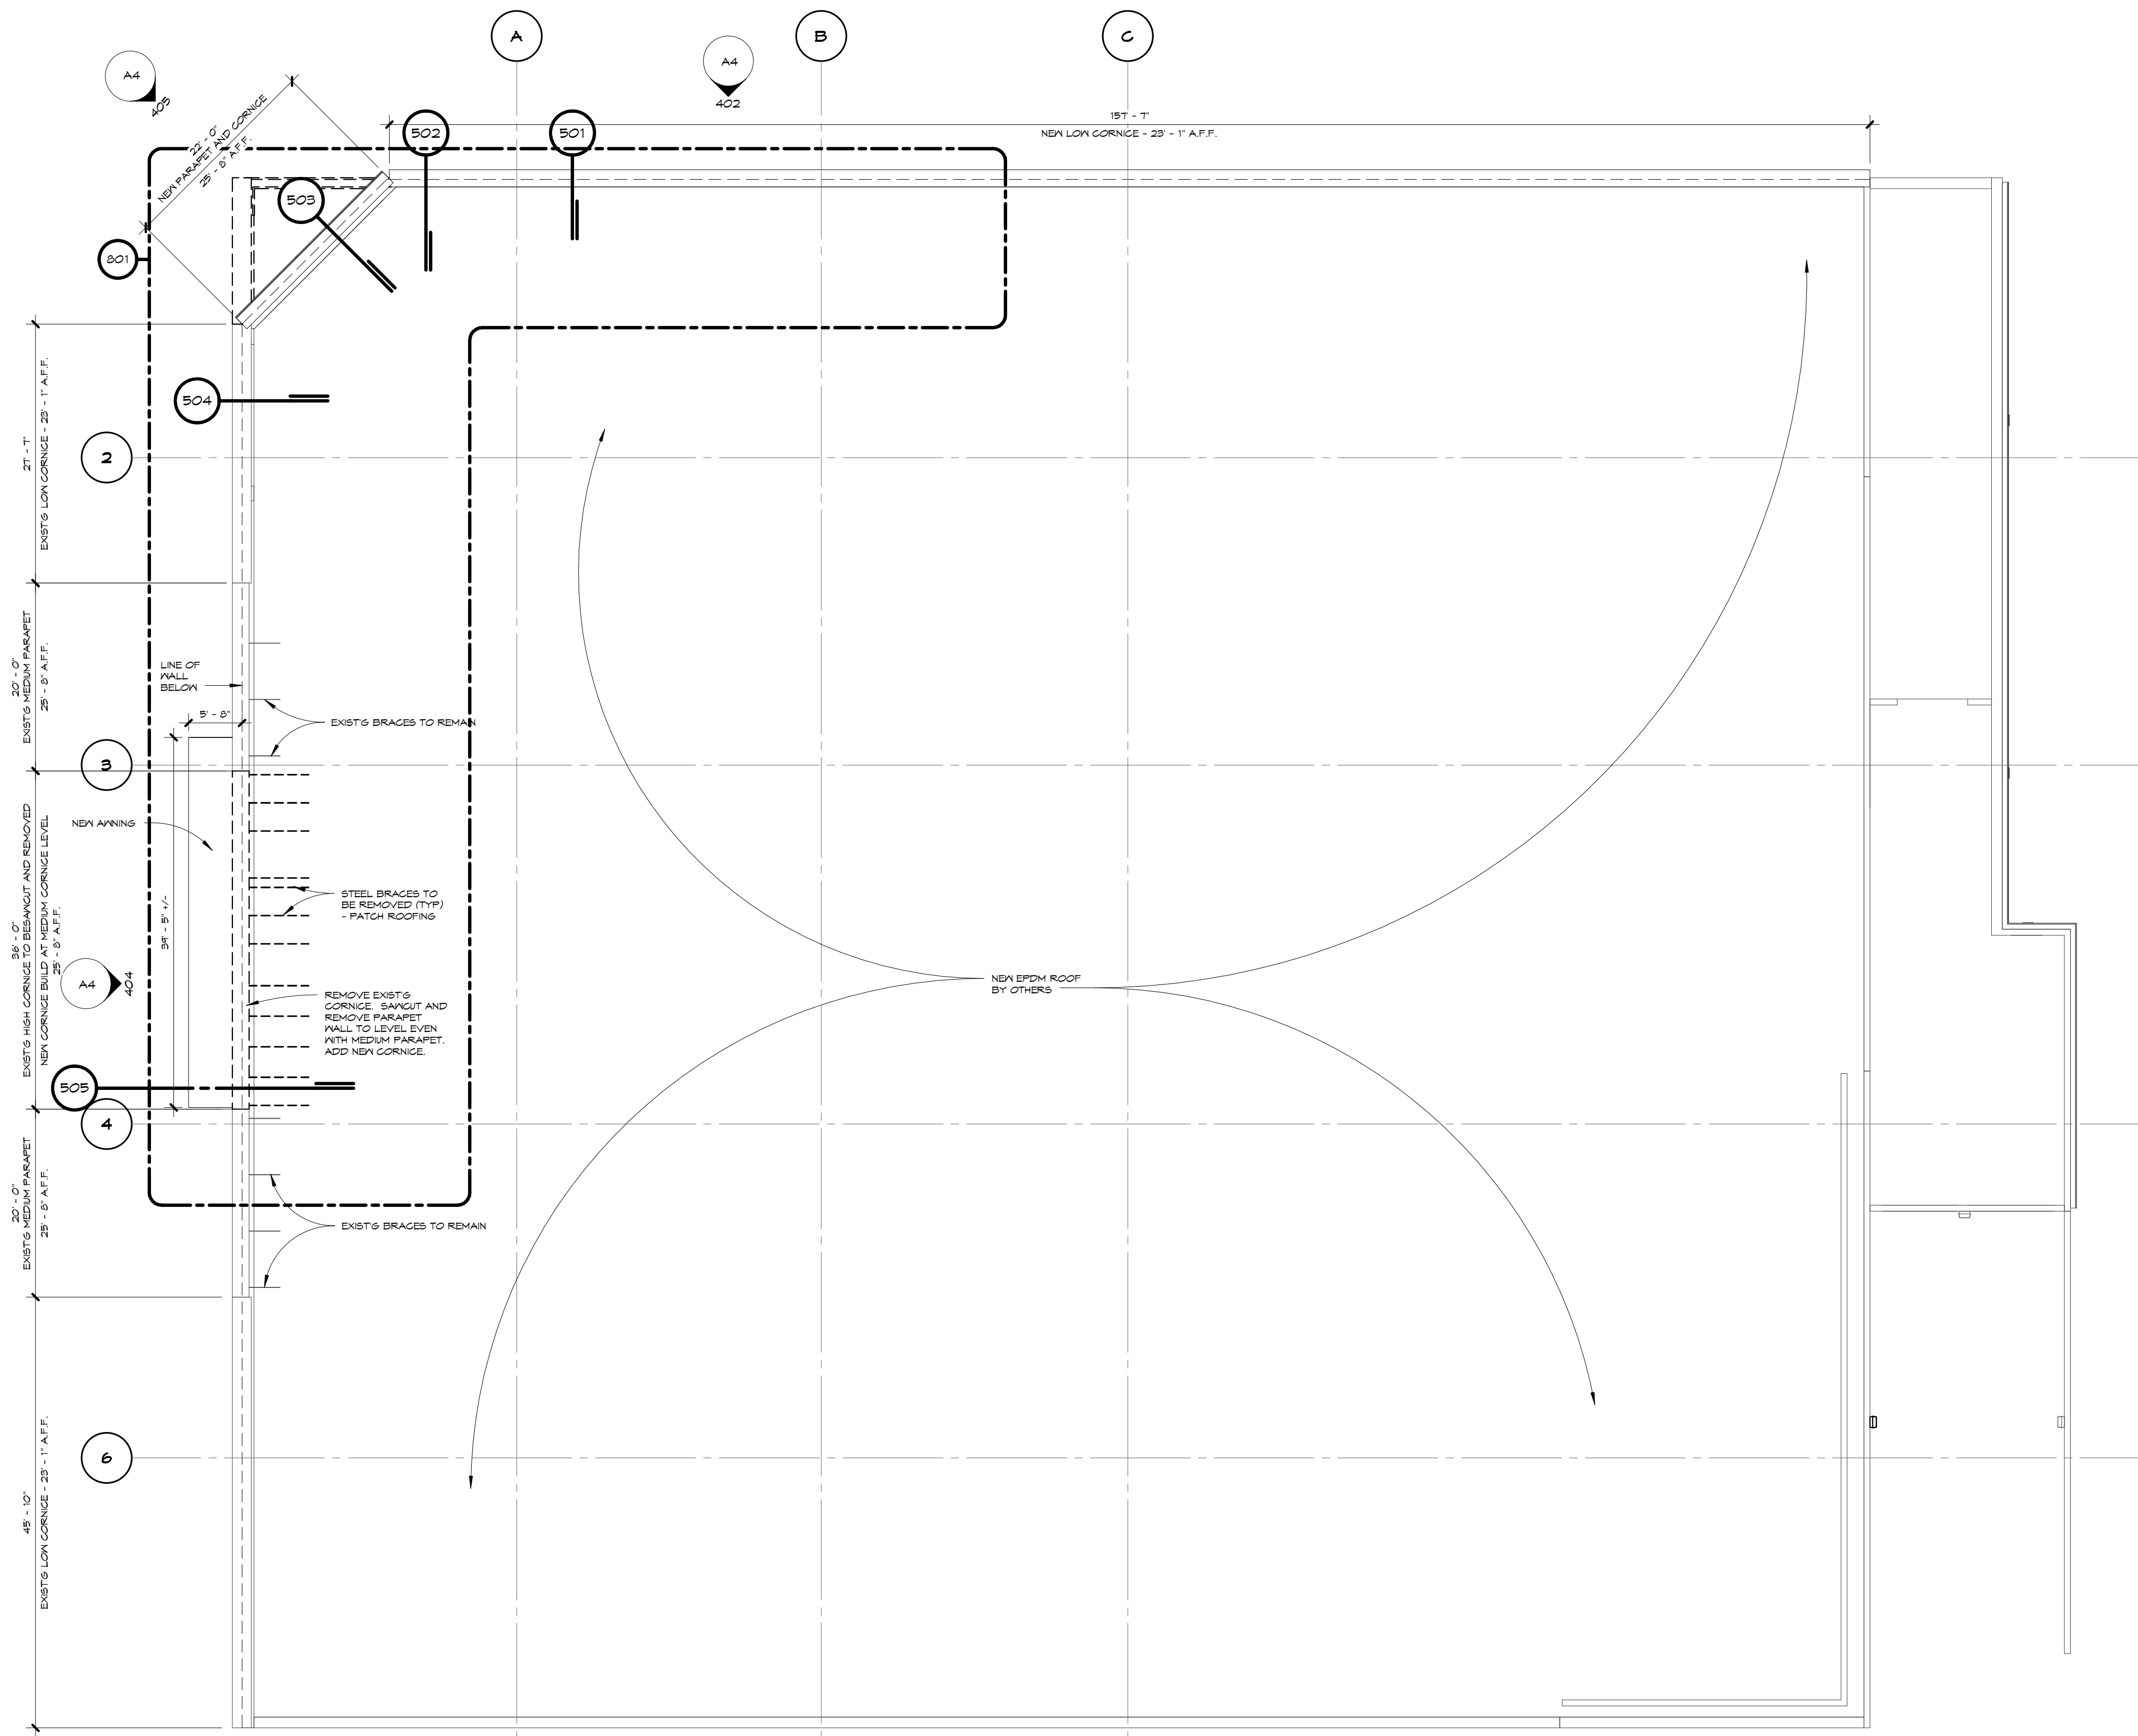 A
B
C
A4
405
A4
402
22' - 0"
NEW PARAPET AND CORNICE
25' - 8" A.F.F.
502
501
157' - 7"
NEW LOW CORNICE - 23' - 1" A.F.F.
503
801
504
27' - 7"
EXIST'G LOW CORNICE - 23' - 1" A.F.F.
2
20' - 0"
EXIST'G MEDIUM PARAPET
25' - 8" A.F.F.
LINE OF
WALL
BELOW
5' - 8"
EXIST'G BRACES TO REMAIN
3
NEW AWNING
39' - 5" +/-
36' - 0"
EXIST'G HIGH CORNICE TO BESAWCUT AND REMOVED
NEW CORNICE BUILD AT MEDIUM CORNICE LEVEL
25' - 8" A.F.F.
STEEL BRACES TO
BE REMOVED (TYP)
- PATCH ROOFING
A4
404
REMOVE EXIST'G
CORNICE. SAWCUT AND
REMOVE PARAPET
WALL TO LEVEL EVEN
WITH MEDIUM PARAPET.
ADD NEW CORNICE.
NEW EPDM ROOF
BY OTHERS
505
4
20' - 0"
EXIST'G MEDIUM PARAPET
25' - 8" A.F.F.
EXIST'G BRACES TO REMAIN
6
45' - 10"
EXIST'G LOW CORNICE - 23' - 1" A.F.F.